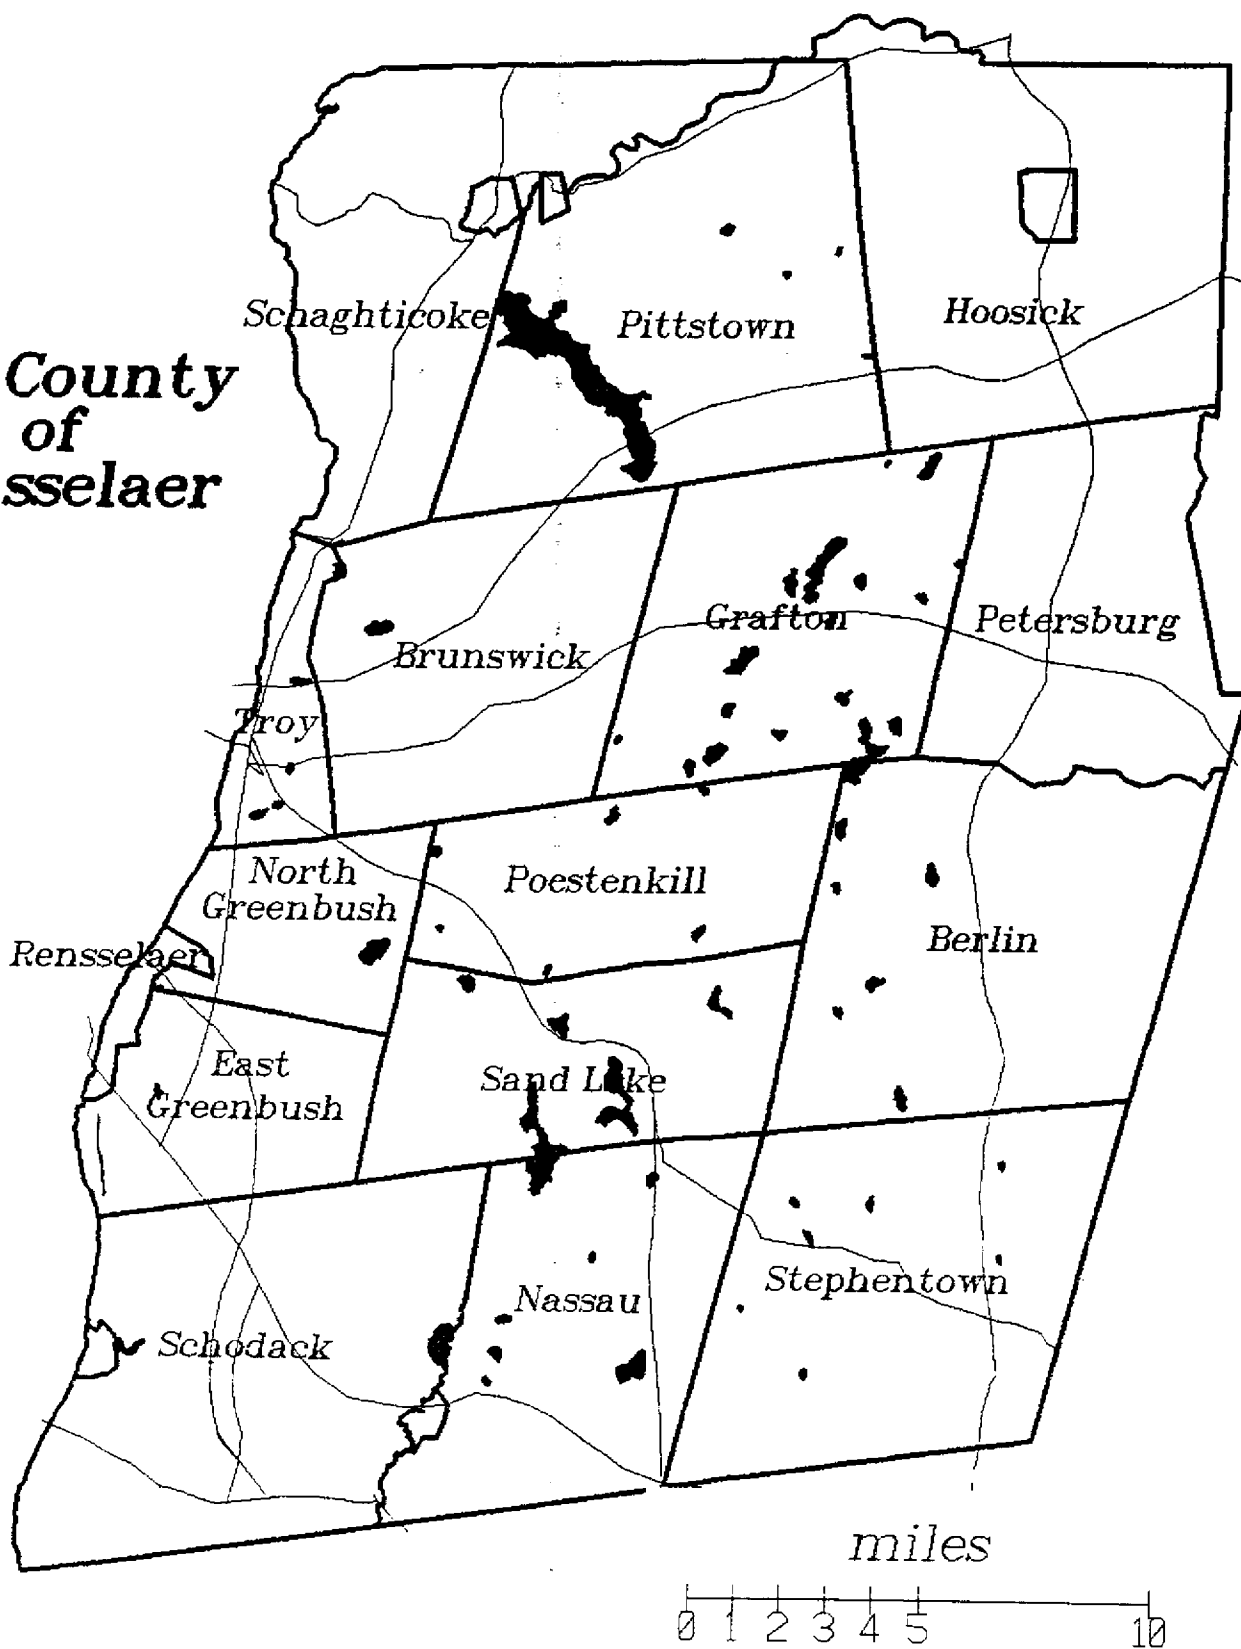 Schaghticoke
Pittstown
Hoosick
County
of
sselaer
Grafton
Petersburg
Brunswick
Troy
North
Greenbush
Poestenkill
Rensselaer
Berlin
East
Greenbush
Sand Lake
Nassau
Stephentown
Schodack
miles
0 1 2 3 4 5 10